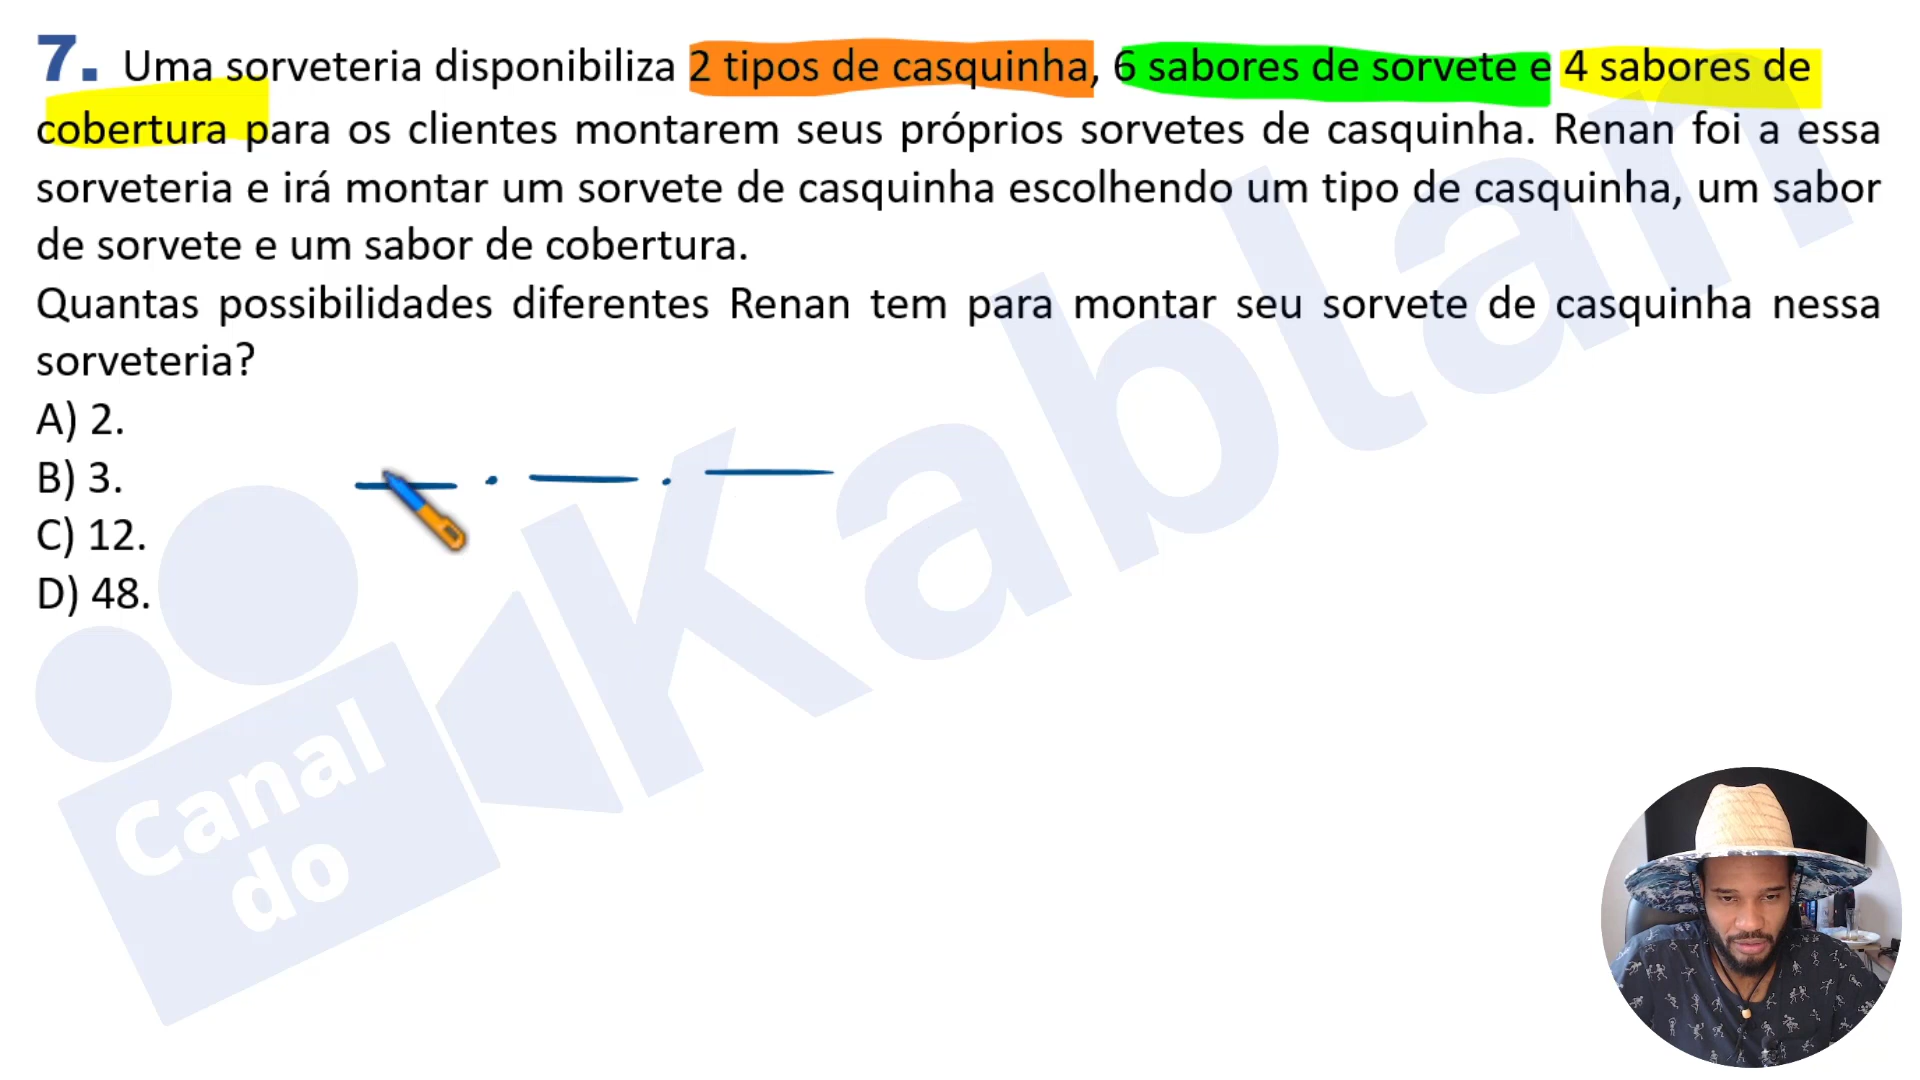 7. Uma sorveteria disponibiliza 2 tipos de casquinha, 6 sabores de sorvete e 4 sabores de
cobertura para os clientes montarem seus próprios sorvetes de casquinha. Renan foi a essa
sorveteria e irá montar um sorvete de casquinha escolhendo um tipo de casquinha, um sabor
de sorvete e um sabor de cobertura.
Quantas possibilidades diferentes Renan tem para montar seu sorvete de casquinha nessa
sorveteria?
A) 2.
B) 3.
C) 12.
D) 48.
Canal
do
Kablan